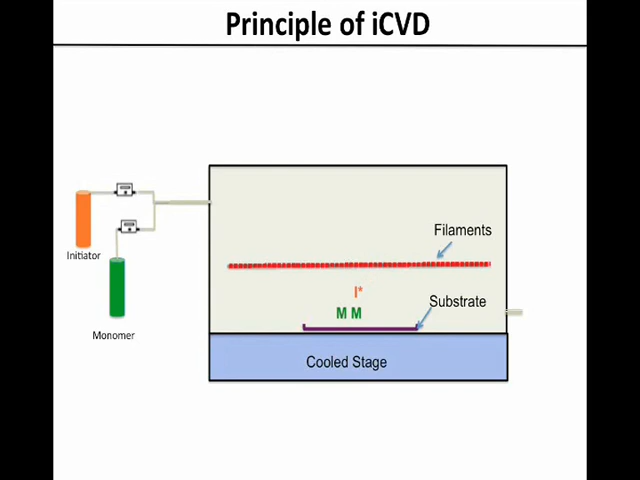 Principle of iCVD
Initiator
Monomer
Filaments
I*
M M
Substrate
Cooled Stage